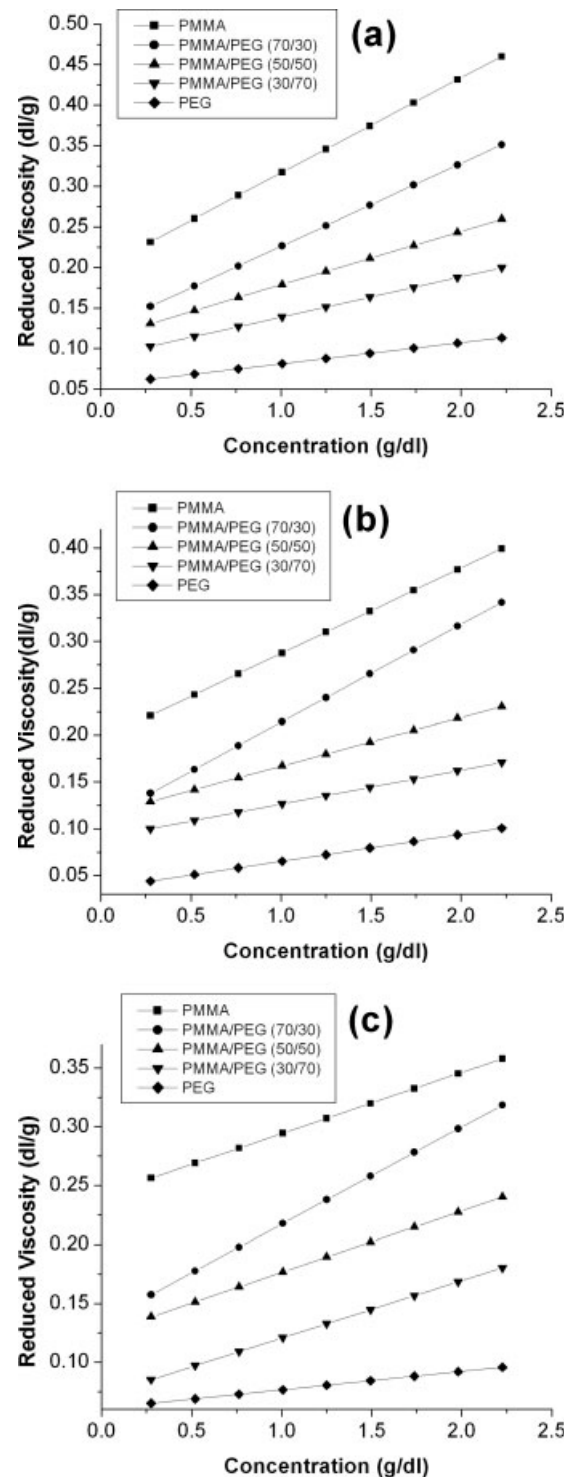 (a)
PMMA
PMMA/PEG (70/30)
PMMA/PEG (50/50)
PMMA/PEG (30/70)
PEG
Reduced Viscosity (dl/g)
0.50
0.45
0.40
0.35
0.30
0.25
0.20
0.15
0.10
0.05
0.0 0.5 1.0 1.5 2.0 2.5
Concentration (g/dl)
(b)
PMMA
PMMA/PEG (70/30)
PMMA/PEG (50/50)
PMMA/PEG (30/70)
PEG
Reduced Viscosity(dl/g)
0.40
0.35
0.30
0.25
0.20
0.15
0.10
0.05
0.0 0.5 1.0 1.5 2.0 2.5
Concentration (g/dl)
(c)
PMMA
PMMA/PEG (70/30)
PMMA/PEG (50/50)
PMMA/PEG (30/70)
PEG
Reduced Viscosity (dl/g)
0.35
0.30
0.25
0.20
0.15
0.10
0.0 0.5 1.0 1.5 2.0 2.5
Concentration (g/dl)